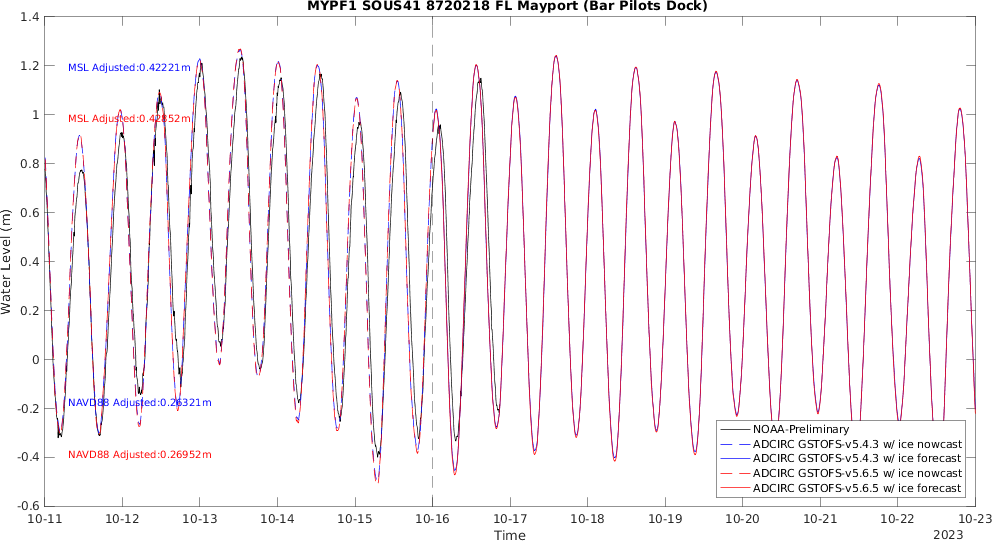 MYPF1 SOUS41 8720218 FL Mayport (Bar Pilots Dock)
1.4
1.2
1
0.8
0.6
0.4
0.2
0
-0.2
-0.4
-0.6
Water Level (m)
MSL Adjusted:0.42221m
MSL Adjusted:0.42852m
NAVD88 Adjusted:0.26321m
NAVD88 Adjusted:0.26952m
NOAA-Preliminary
ADCIRC GSTOFS-v5.4.3 w/ ice nowcast
ADCIRC GSTOFS-v5.4.3 w/ ice forecast
ADCIRC GSTOFS-v5.6.5 w/ ice nowcast
ADCIRC GSTOFS-v5.6.5 w/ ice forecast
10-11 10-12 10-13 10-14 10-15 10-16 10-17 10-18 10-19 10-20 10-21 10-22 10-23
Time
2023